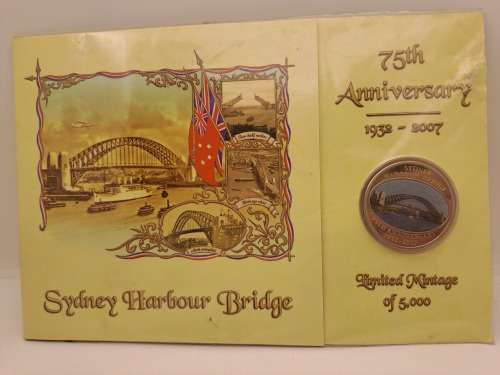 Sydney Harbour Bridge
75th
Anniversary
1932 - 2007
Limited Mintage
of 5,000